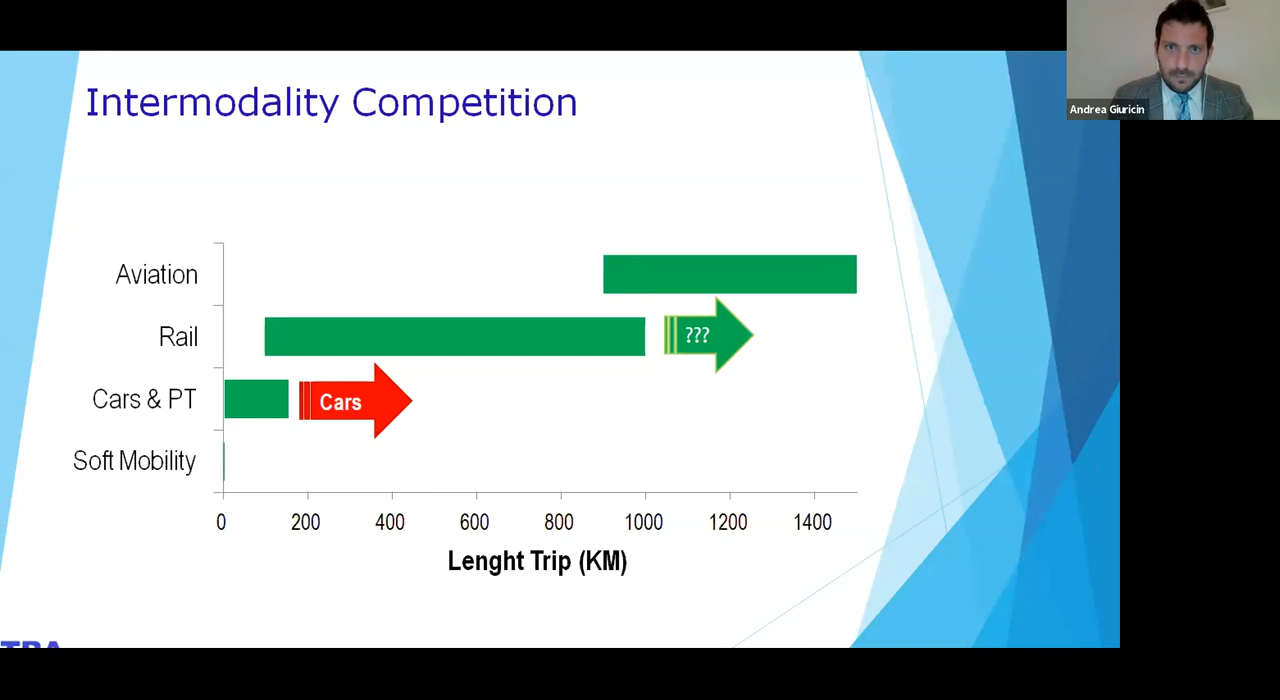 Intermodality Competition
Andrea Giuricin
Aviation
Rail
???
Cars & PT
Cars
Soft Mobility
0 200 400 600 800 1000 1200 1400
Lenght Trip (KM)